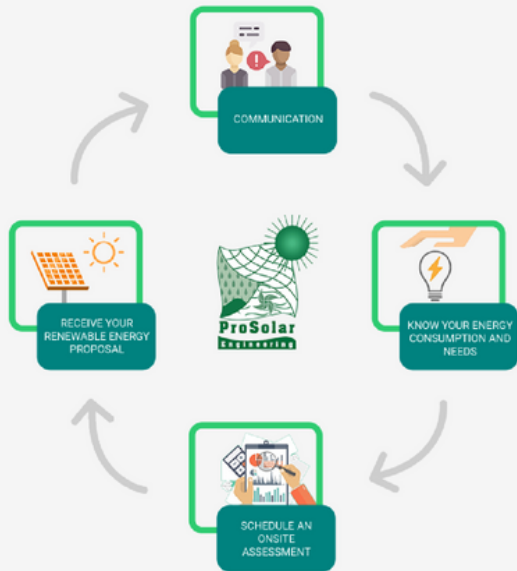 COMMUNICATION
RECEIVE YOUR
RENEWABLE ENERGY
PROPOSAL
ProSolar
Engineering
KNOW YOUR ENERGY
CONSUMPTION AND
NEEDS
SCHEDULE AN
ONSITE
ASSESSMENT